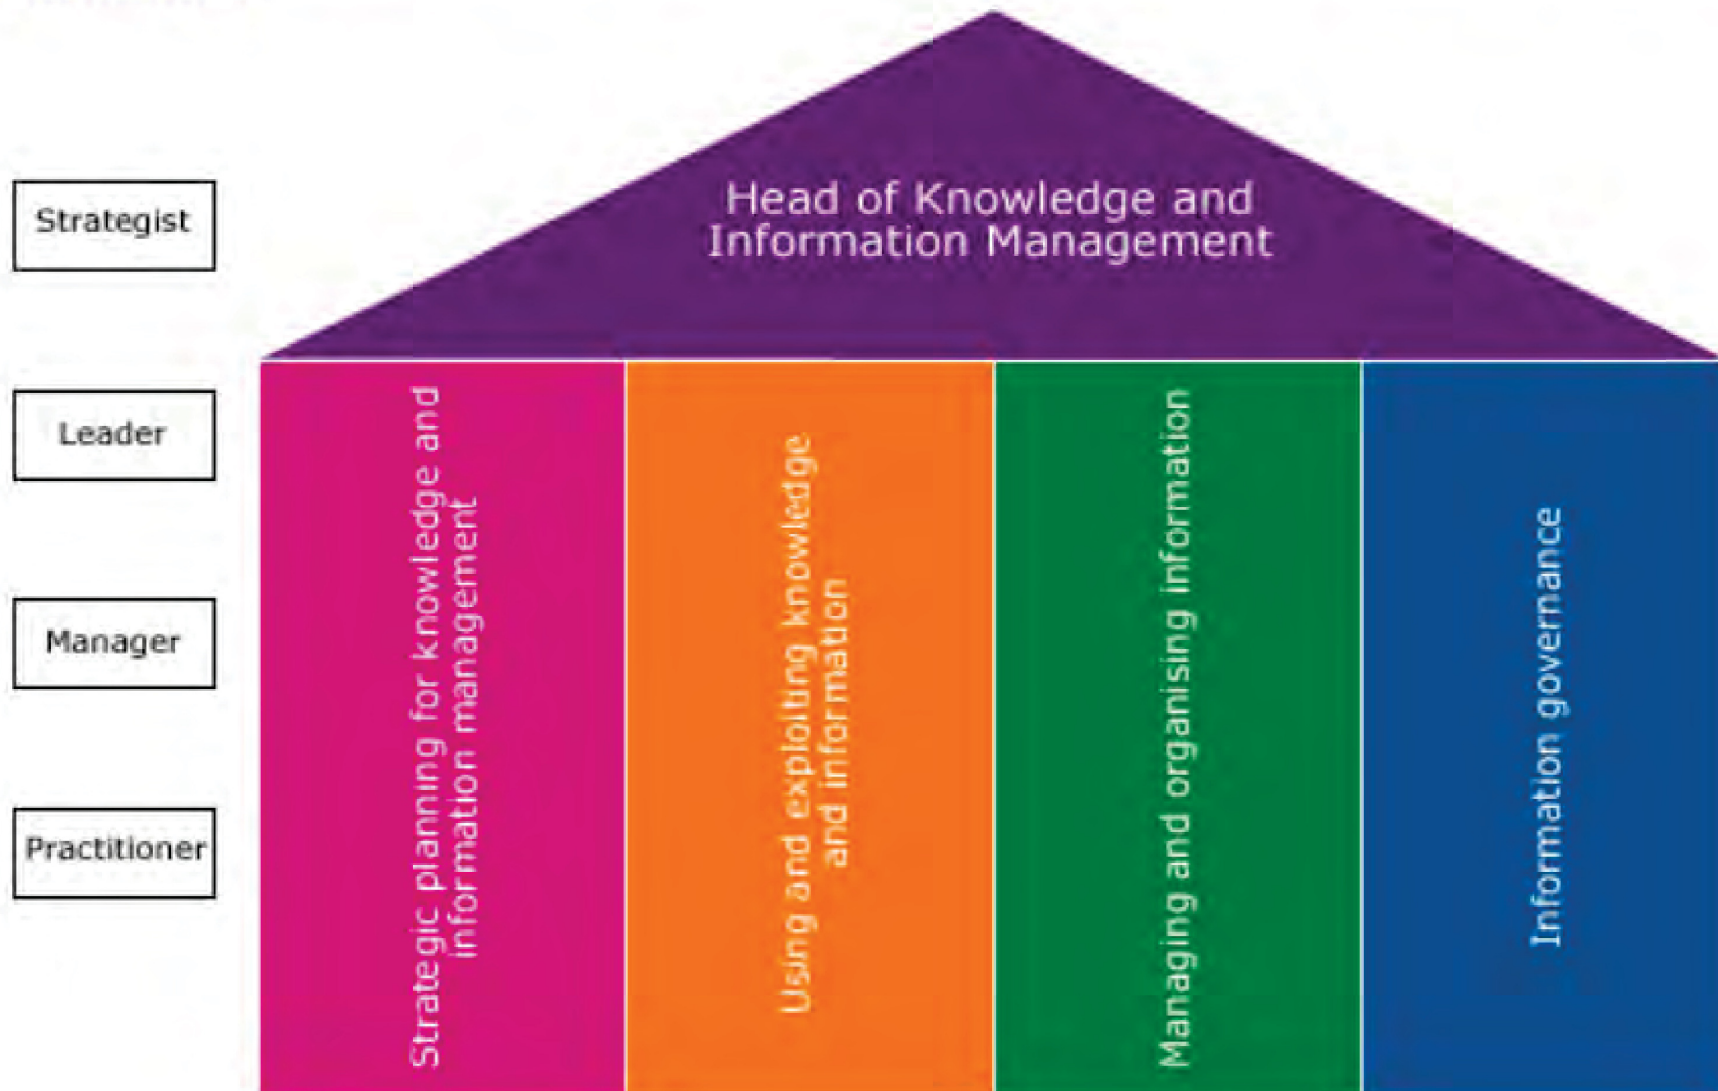 Strategist
Head of Knowledge and
Information Management
Leader
Manager
Practitioner
Strategic planning for knowledge and
information management
Using and exploiting knowledge
and information
Managing and organising information
Information governance